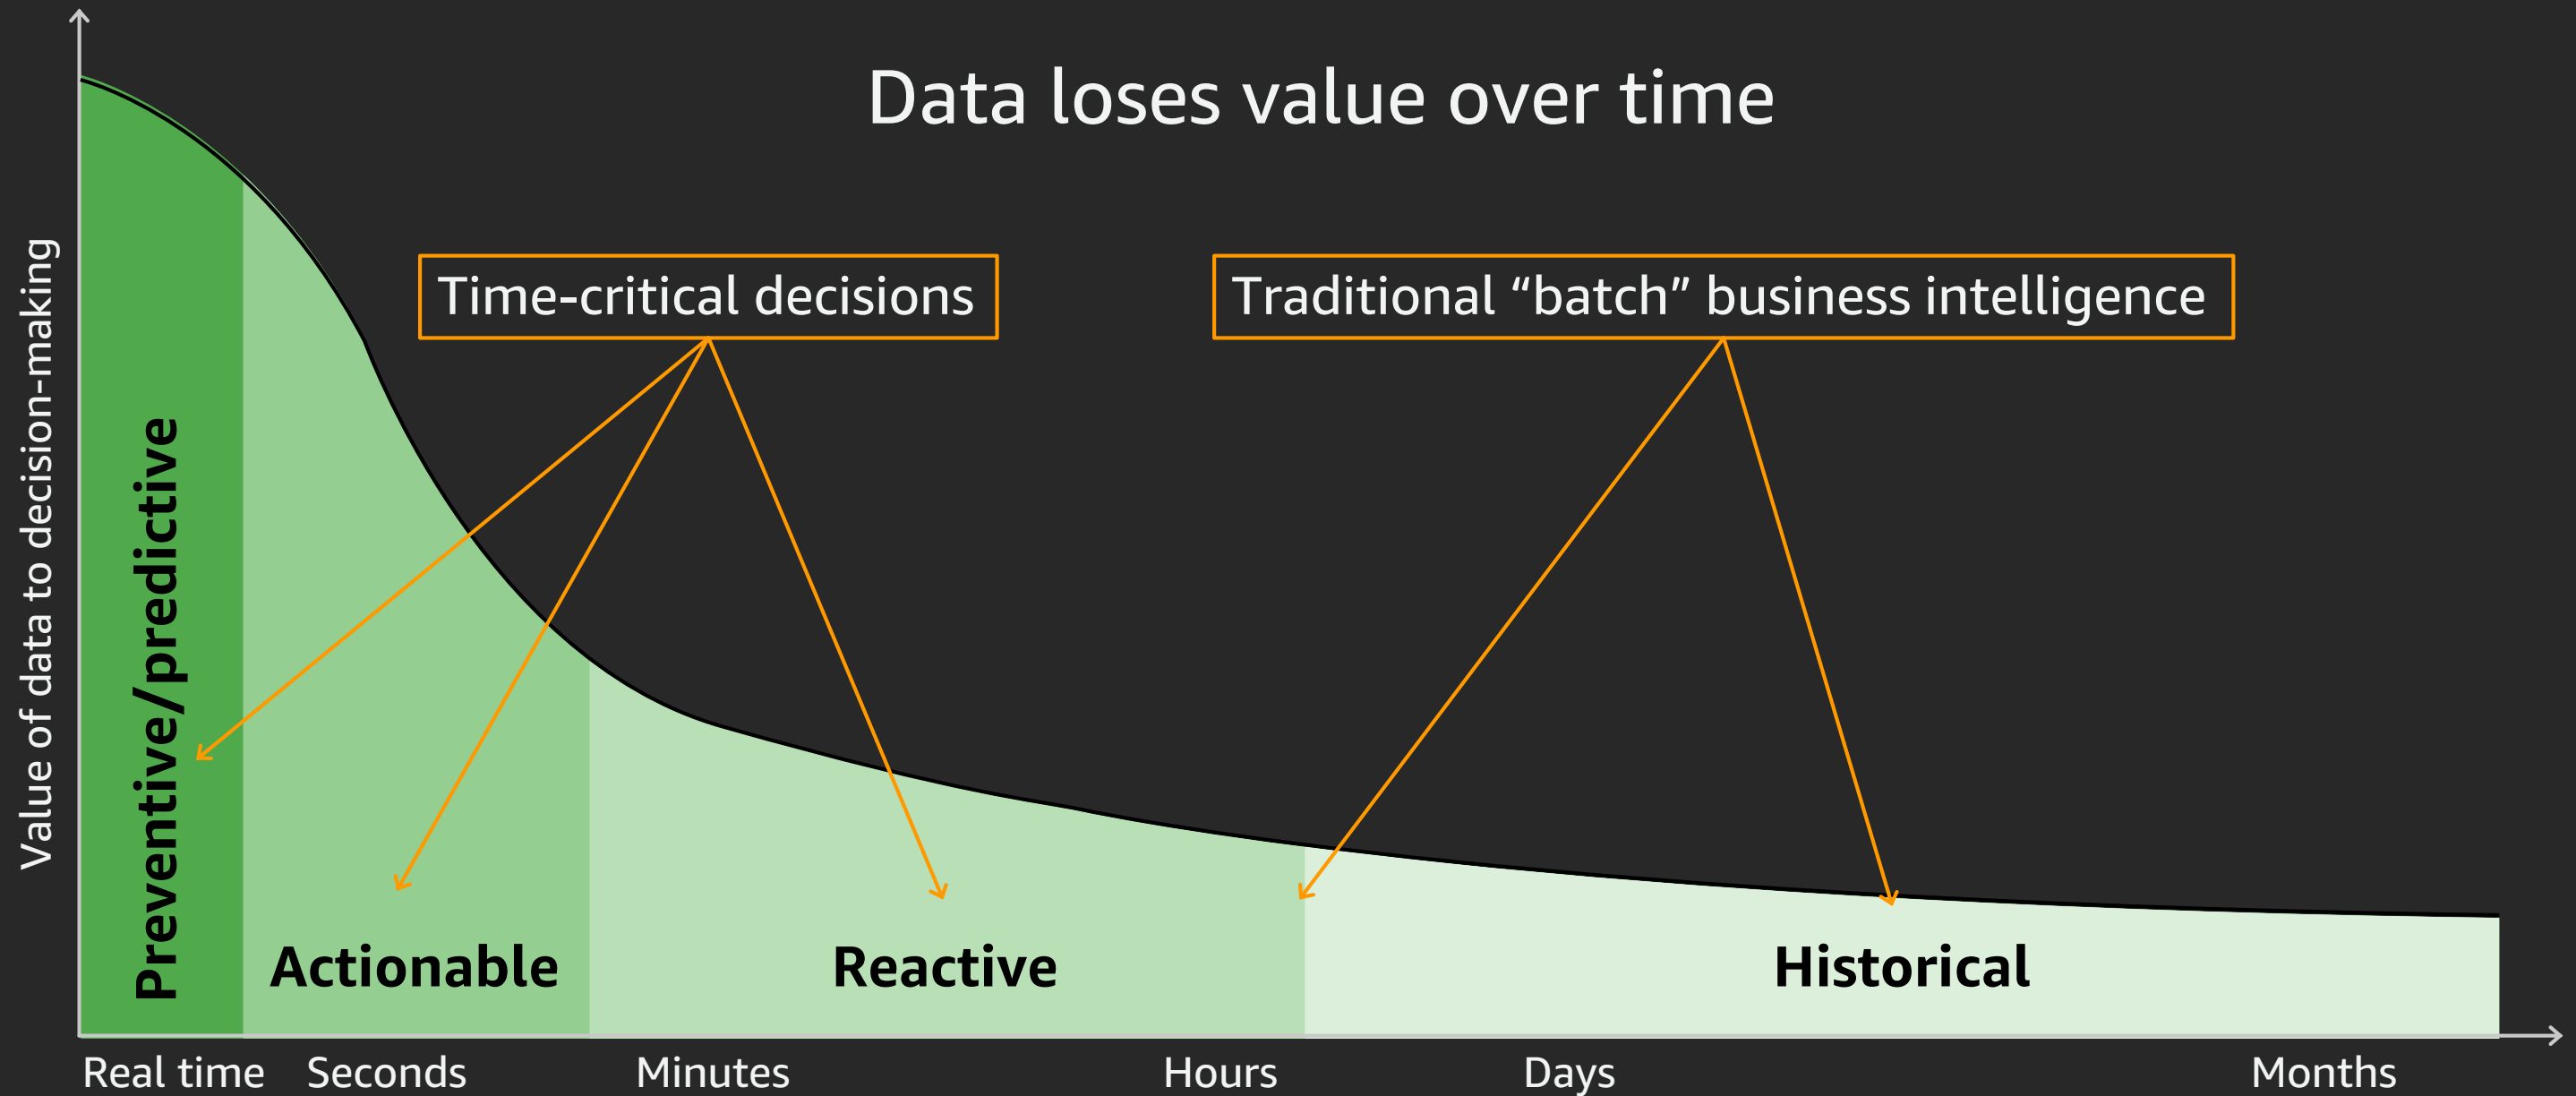 Data loses value over time
Value of data to decision-making
Time-critical decisions
Traditional “batch” business intelligence
Preventive/predictive
Actionable
Reactive
Historical
Real time
Seconds
Minutes
Hours
Days
Months